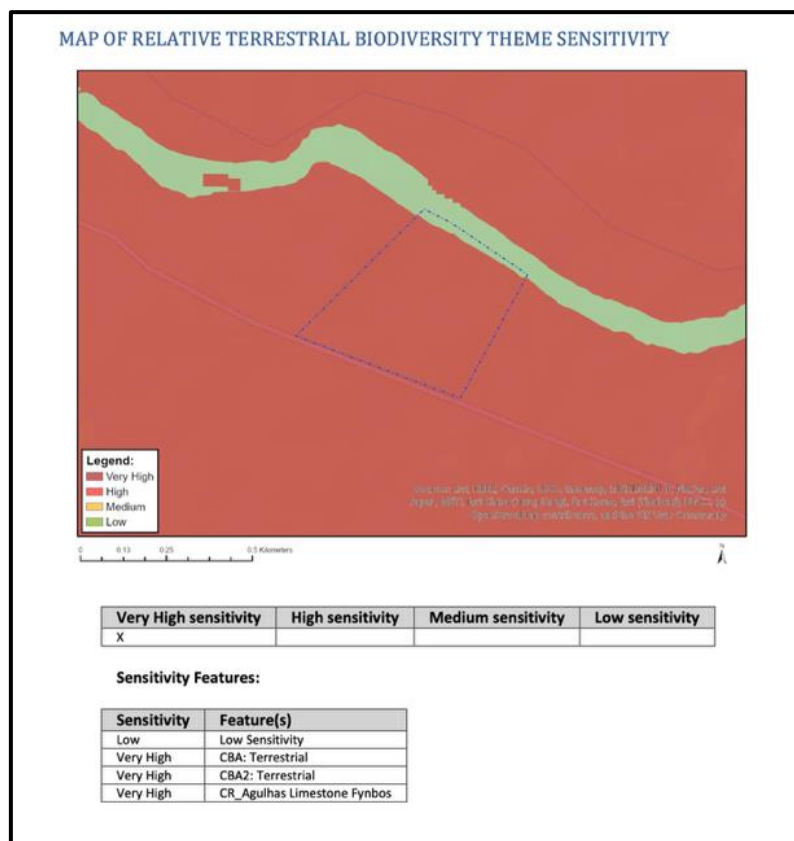 MAP OF RELATIVE TERRESTRIAL BIODIVERSITY THEME SENSITIVITY
Legend:
Very High
High
Medium
Low
0 0.13 0.25 0.5 Kilometers
N
Very High sensitivity High sensitivity Medium sensitivity Low sensitivity
X
Sensitivity Features:
Sensitivity Feature(s)
Low Low Sensitivity
Very High CBA: Terrestrial
Very High CBA2: Terrestrial
Very High CR_Agulhas Limestone Fynbos